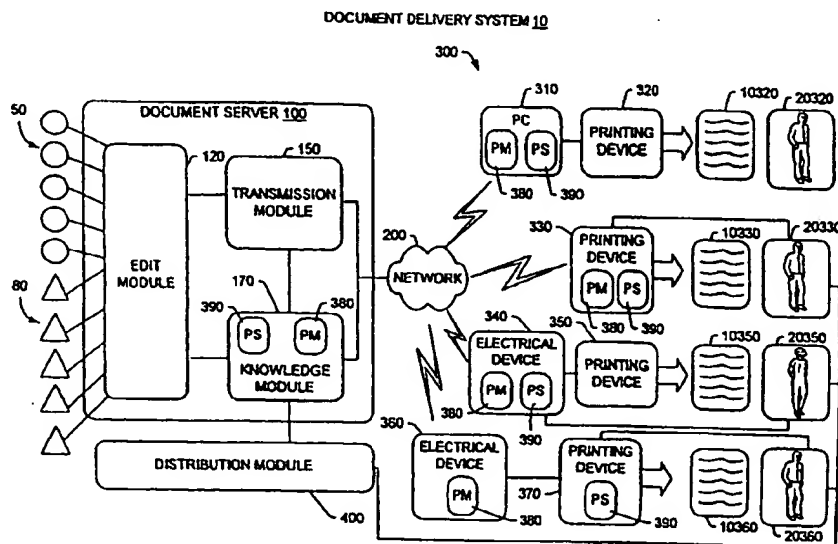 DOCUMENT DELIVERY SYSTEM 10
300
50
DOCUMENT SERVER 100
120
150
TRANSMISSION MODULE
EDIT MODULE
80
170
390
380
PS
PM
KNOWLEDGE MODULE
DISTRIBUTION MODULE
400
200
NETWORK
310
PC
PM
PS
380
390
320
PRINTING DEVICE
10320
20320
330
PRINTING DEVICE
PM
PS
380
390
10330
20330
340
ELECTRICAL DEVICE
PM
PS
380
390
350
PRINTING DEVICE
10350
20350
360
ELECTRICAL DEVICE
PM
380
370
PRINTING DEVICE
PS
390
10360
20360